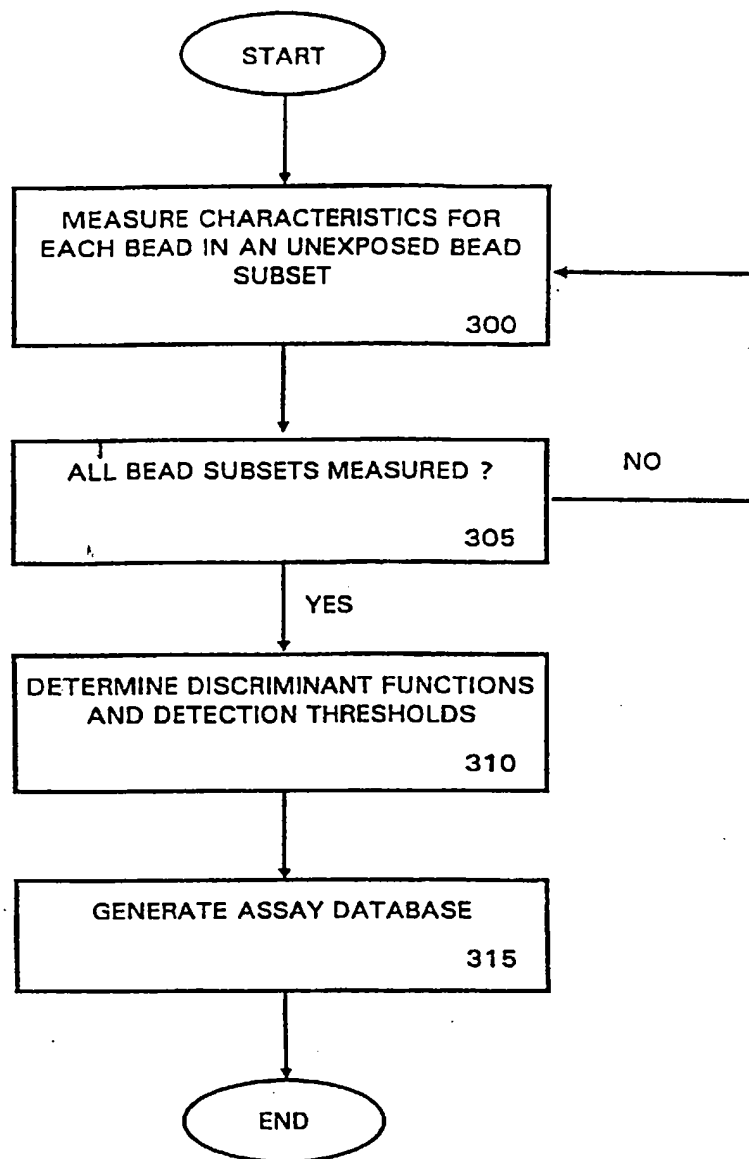 START
MEASURE CHARACTERISTICS FOR
EACH BEAD IN AN UNEXPOSED BEAD
SUBSET
300
ALL BEAD SUBSETS MEASURED ?
NO
305
YES
DETERMINE DISCRIMINANT FUNCTIONS
AND DETECTION THRESHOLDS
310
GENERATE ASSAY DATABASE
315
END